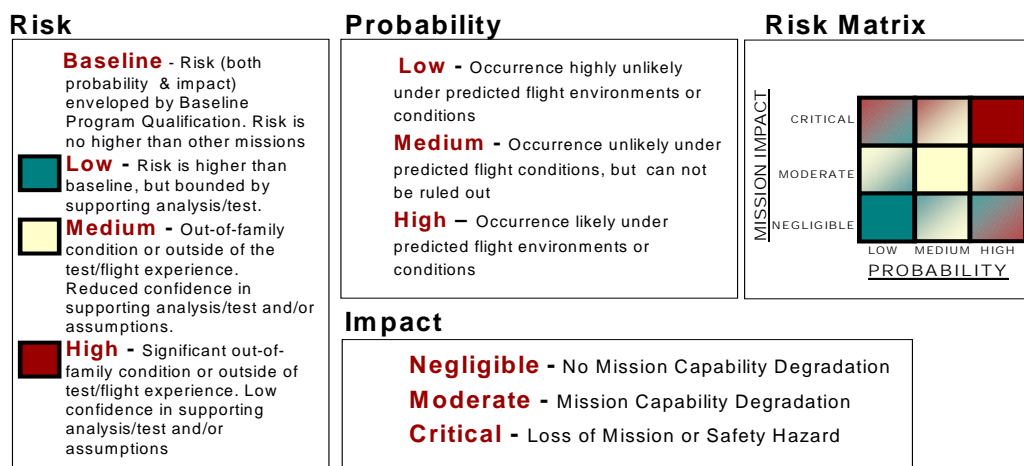 Risk
Baseline - Risk (both
probability & impact)
enveloped by Baseline
Program Qualification. Risk is
no higher than other missions
Low - Risk is higher than
baseline, but bounded by
supporting analysis/test.
Medium - Out-of-family
condition or outside of the
test/flight experience.
Reduced confidence in
supporting analysis/test and/or
assumptions.
High - Significant out-of-
family condition or outside of
test/flight experience. Low
confidence in supporting
analysis/test and/or
assumptions
Probability
Low - Occurrence highly unlikely
under predicted flight environments or
conditions
Medium - Occurrence unlikely under
predicted flight conditions, but can not
be ruled out
High – Occurrence likely under
predicted flight environments or
conditions
Risk Matrix
MISSION IMPACT
CRITICAL
MODERATE
NEGLIGIBLE
LOW MEDIUM HIGH
PROBABILITY
Impact
Negligible - No Mission Capability Degradation
Moderate - Mission Capability Degradation
Critical - Loss of Mission or Safety Hazard